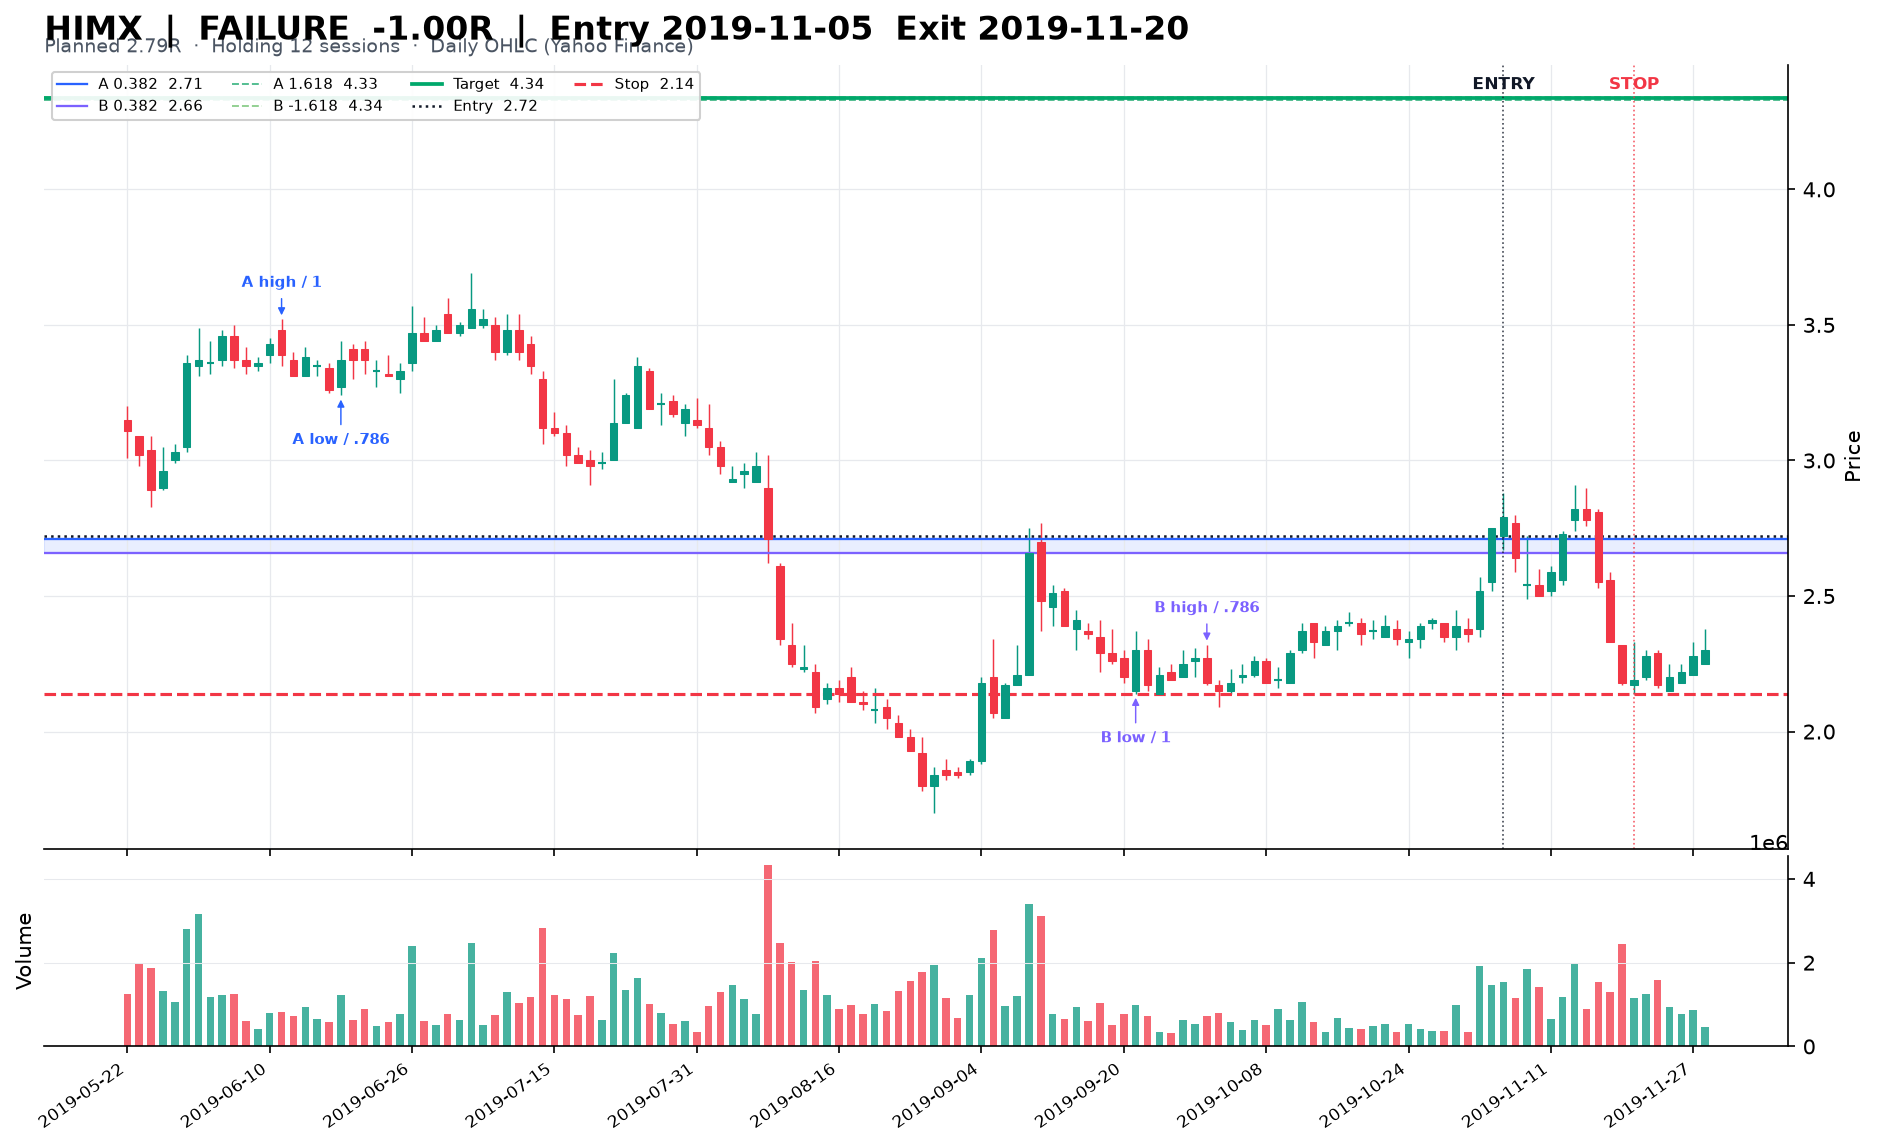 HIMX | FAILURE -1.00R | Entry 2019-11-05 Exit 2019-11-20
Planned 2.79R · Holding 12 sessions · Daily OHLC (Yahoo Finance)
A 0.382 2.71 A 1.618 4.33 Target 4.34 Stop 2.14
B 0.382 2.66 B -1.618 4.34 Entry 2.72
ENTRY
STOP
A high / 1
A low / .786
B high / .786
B low / 1
4.0
3.5
3.0
2.5
2.0
Price
1e6
4
2
0
Volume
2019-05-22
2019-06-10
2019-06-26
2019-07-15
2019-07-31
2019-08-16
2019-09-04
2019-09-20
2019-10-08
2019-10-24
2019-11-11
2019-11-27